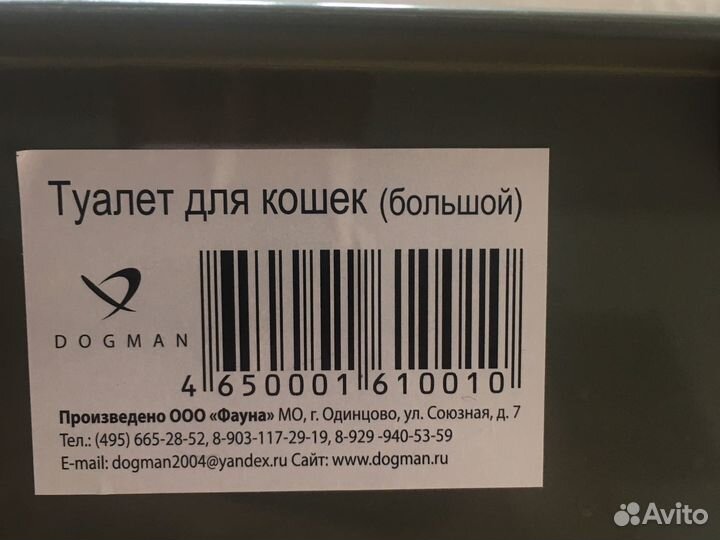 Туалет для кошек (большой)
DOGMAN
4 650001 610010
Произведено ООО «Фауна» МО, г. Одинцово, ул. Союзная, д. 7
Тел.: (495) 665-28-52, 8-903-117-29-19, 8-929 -940-53-59
E-mail: dogman2004@yandex.ru Сайт: www.dogman.ru
Avito